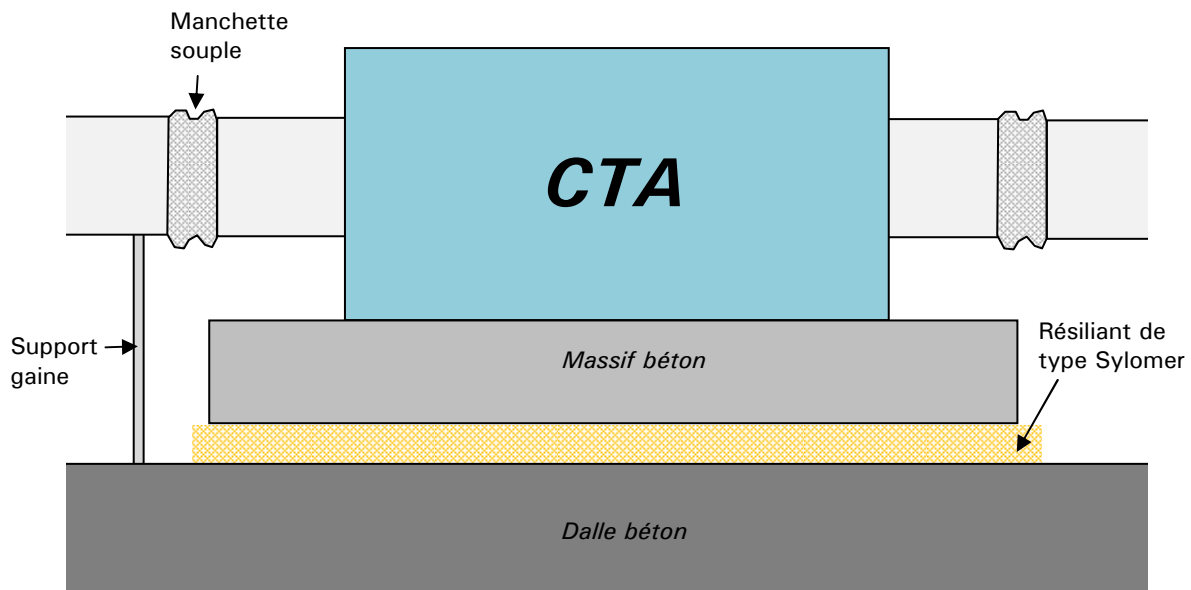 Manchette
souple
CTA
Support
gaine
Massif béton
Résiliant de
type Sylomer
Dalle béton